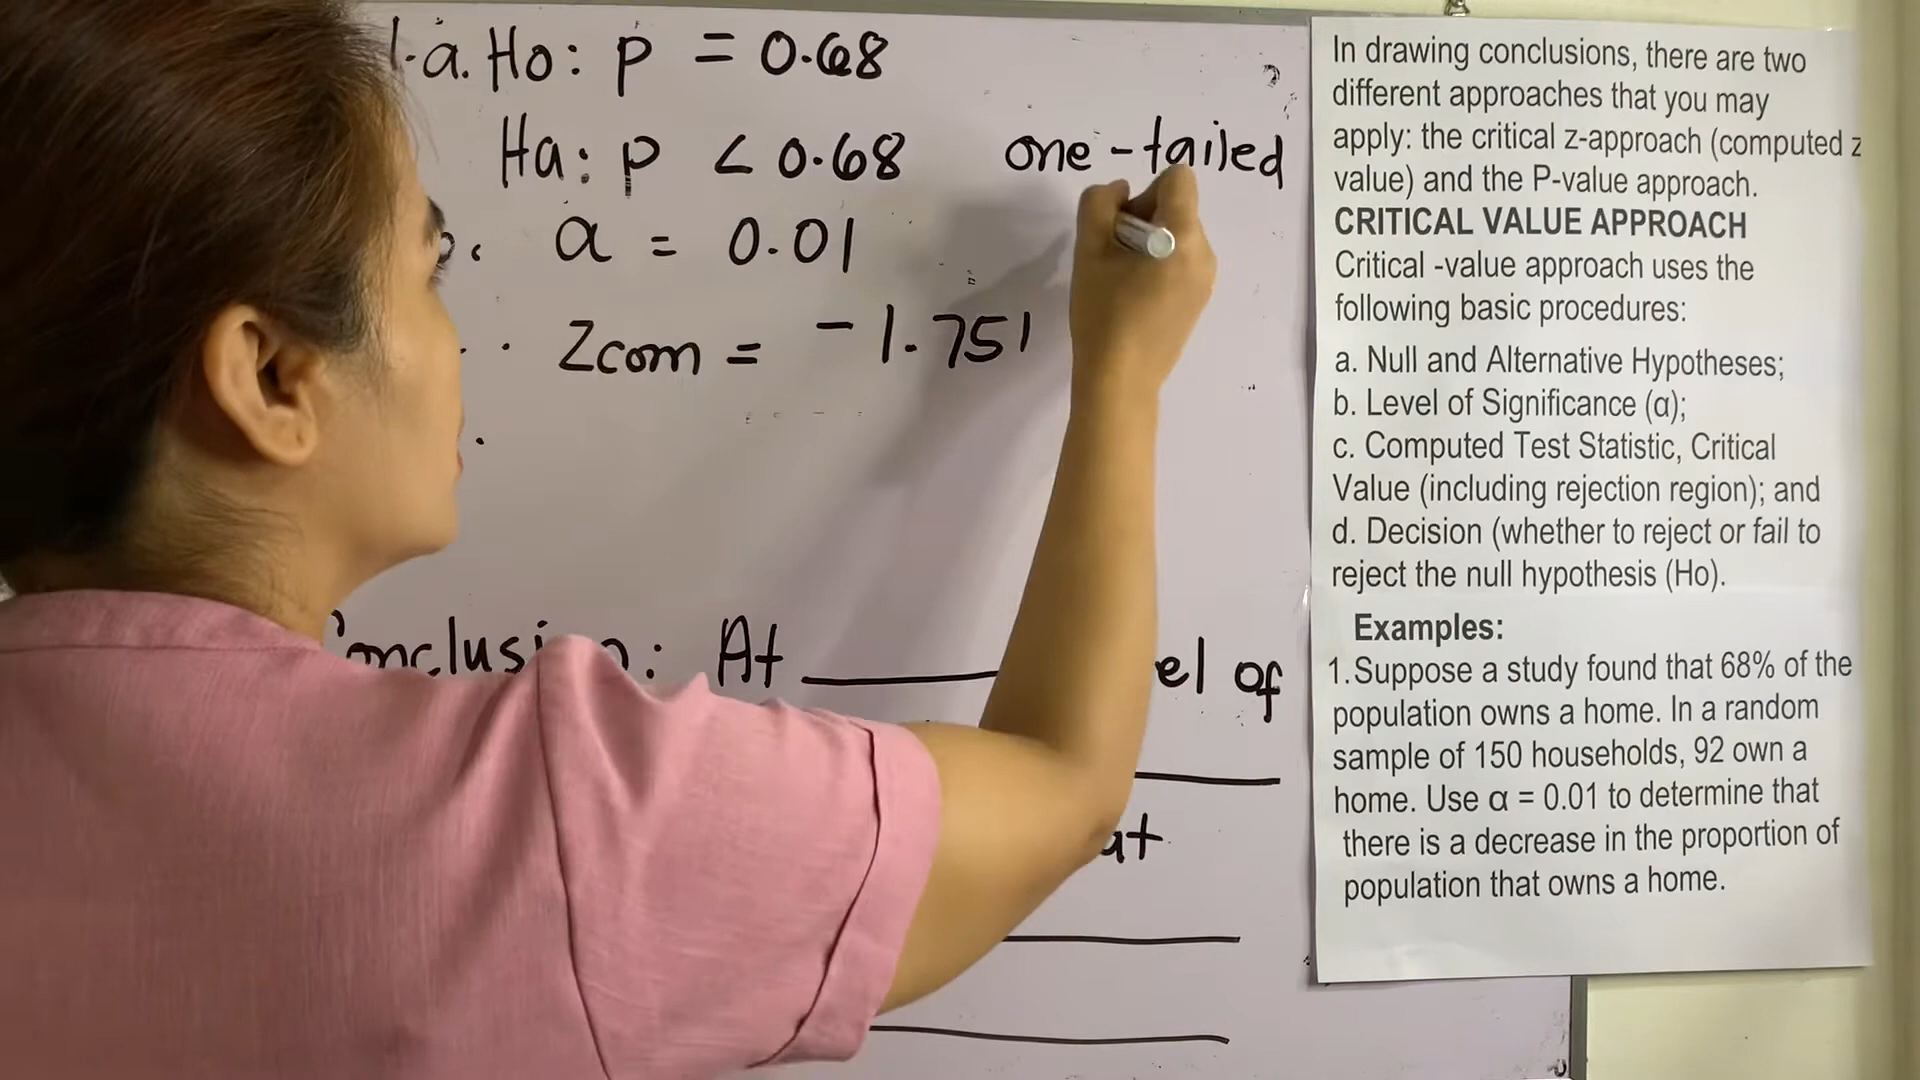 1.a. Ho: p = 0.68
Ha: p < 0.68 one-tailed
α = 0.01
Zcom = -1.751
Conclusion: At ______ of
In drawing conclusions, there are two
different approaches that you may
apply: the critical z-approach (computed z
value) and the P-value approach.
CRITICAL VALUE APPROACH
Critical -value approach uses the
following basic procedures:
a. Null and Alternative Hypotheses;
b. Level of Significance (α);
c. Computed Test Statistic, Critical
Value (including rejection region); and
d. Decision (whether to reject or fail to
reject the null hypothesis (Ho).
Examples:
1.Suppose a study found that 68% of the
population owns a home. In a random
sample of 150 households, 92 own a
home. Use α = 0.01 to determine that
there is a decrease in the proportion of
population that owns a home.